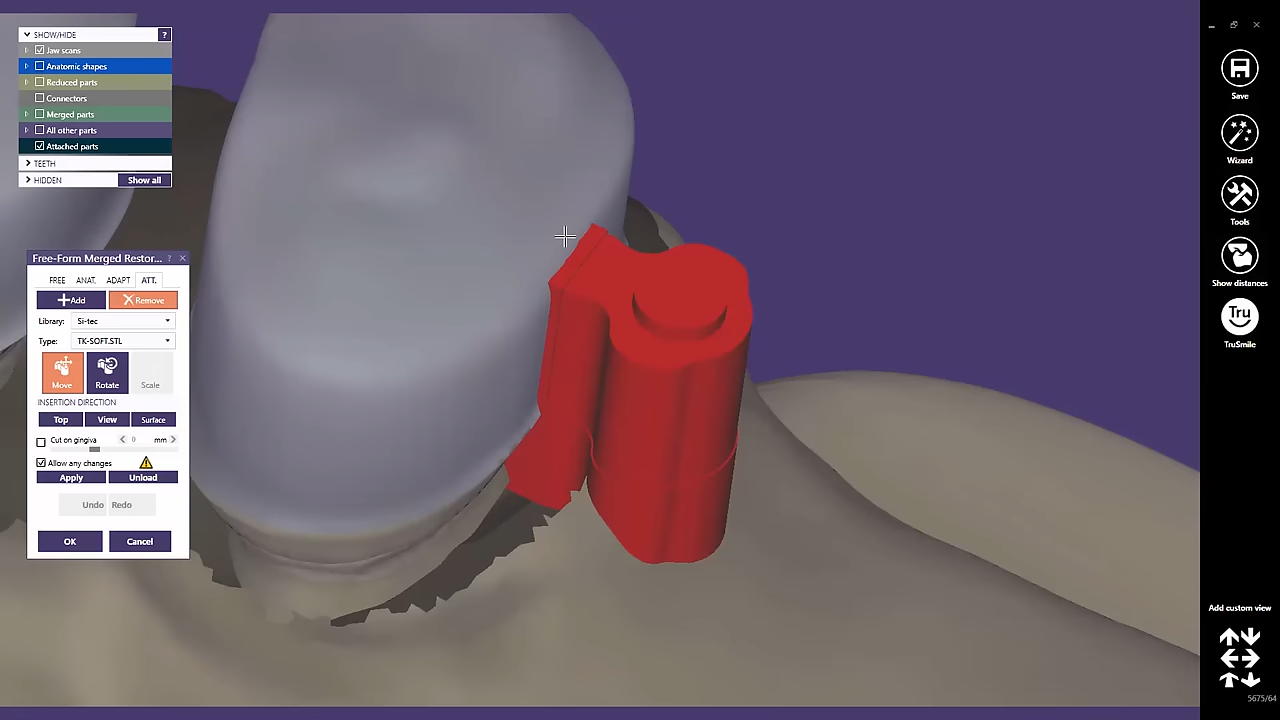 SHOW/HIDE ?
Jaw scans
Anatomic shapes
Reduced parts
Connectors
Merged parts
All other parts
Attached parts
TEETH
HIDDEN Show all
Free-Form Merged Restor... ? ×
FREE ANAT. ADAPT ATT.
Add Remove
Library: Si-tec
Type: TK-SOFT.STL
Move Rotate Scale
INSERTION DIRECTION
Top View Surface
Cut on gingiva 0 mm
Allow any changes
Apply Unload
Undo Redo
OK Cancel
Save
Wizard
Tools
Show distances
Tru
TruSmile
Add custom view
5675/64